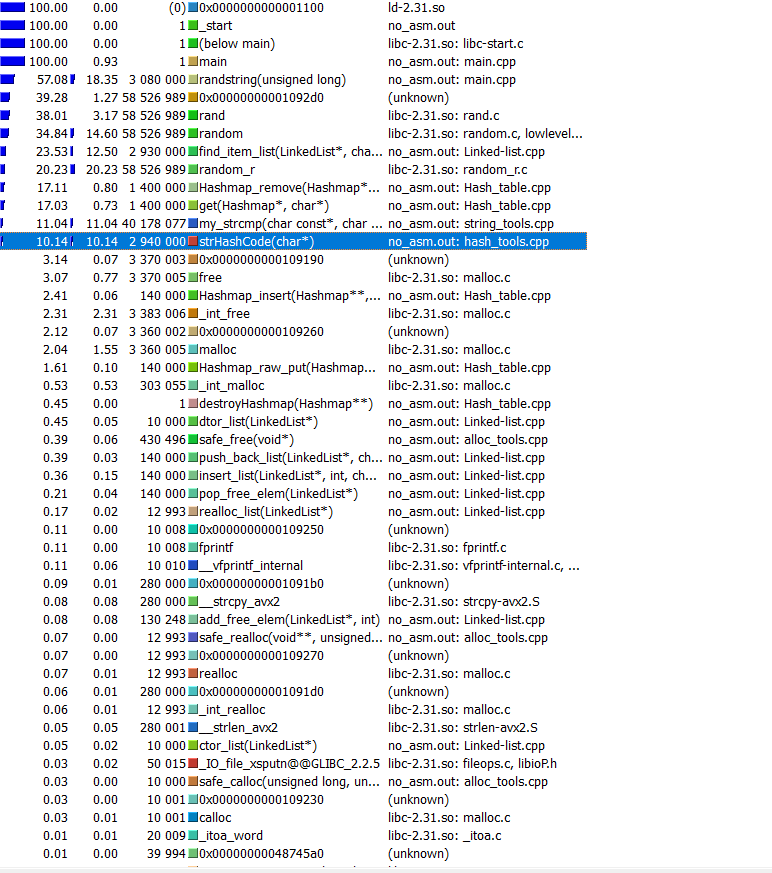 100.00 0.00 (0) 0x0000000000001100 ld-2.31.so
100.00 0.00 1 _start no_asm.out
100.00 0.00 1 (below main) libc-2.31.so: libc-start.c
100.00 0.93 1 main no_asm.out: main.cpp
57.08 18.35 3 080 000 randstring(unsigned long) no_asm.out: main.cpp
39.28 1.27 58 526 989 0x00000000001092d0 (unknown)
38.01 3.17 58 526 989 rand libc-2.31.so: rand.c
34.84 14.60 58 526 989 random libc-2.31.so: random.c, lowlevel...
23.53 12.50 2 930 000 find_item_list(LinkedList*, cha... no_asm.out: Linked-list.cpp
20.23 20.23 58 526 989 random_r libc-2.31.so: random_r.c
17.11 0.80 1 400 000 Hashmap_remove(Hashmap*... no_asm.out: Hash_table.cpp
17.03 0.73 1 400 000 get(Hashmap*, char*) no_asm.out: Hash_table.cpp
11.04 11.04 40 178 077 my_strcmp(char const*, char ... no_asm.out: string_tools.cpp
10.14 10.14 2 940 000 strHashCode(char*) no_asm.out: hash_tools.cpp
3.14 0.07 3 370 003 0x0000000000109190 (unknown)
3.07 0.77 3 370 005 free libc-2.31.so: malloc.c
2.41 0.06 140 000 Hashmap_insert(Hashmap**,... no_asm.out: Hash_table.cpp
2.31 2.31 3 383 006 _int_free libc-2.31.so: malloc.c
2.12 0.07 3 360 002 0x0000000000109260 (unknown)
2.04 1.55 3 360 005 malloc libc-2.31.so: malloc.c
1.61 0.10 140 000 Hashmap_raw_put(Hashmap... no_asm.out: Hash_table.cpp
0.53 0.53 303 055 _int_malloc libc-2.31.so: malloc.c
0.45 0.00 1 destroyHashmap(Hashmap**) no_asm.out: Hash_table.cpp
0.45 0.05 10 000 dtor_list(LinkedList*) no_asm.out: Linked-list.cpp
0.39 0.06 430 496 safe_free(void*) no_asm.out: alloc_tools.cpp
0.39 0.03 140 000 push_back_list(LinkedList*, ch... no_asm.out: Linked-list.cpp
0.36 0.15 140 000 insert_list(LinkedList*, int, ch... no_asm.out: Linked-list.cpp
0.21 0.04 140 000 pop_free_elem(LinkedList*) no_asm.out: Linked-list.cpp
0.17 0.02 12 993 realloc_list(LinkedList*) no_asm.out: Linked-list.cpp
0.11 0.00 10 008 0x0000000000109250 (unknown)
0.11 0.00 10 008 fprintf libc-2.31.so: fprintf.c
0.11 0.06 10 010 __vfprintf_internal libc-2.31.so: vfprintf-internal.c, ...
0.09 0.01 280 000 0x00000000001091b0 (unknown)
0.08 0.08 280 000 __strcpy_avx2 libc-2.31.so: strcpy-avx2.S
0.08 0.08 130 248 add_free_elem(LinkedList*, int) no_asm.out: Linked-list.cpp
0.07 0.00 12 993 safe_realloc(void**, unsigned... no_asm.out: alloc_tools.cpp
0.07 0.00 12 993 0x0000000000109270 (unknown)
0.07 0.01 12 993 realloc libc-2.31.so: malloc.c
0.06 0.01 280 000 0x00000000001091d0 (unknown)
0.06 0.01 12 993 _int_realloc libc-2.31.so: malloc.c
0.05 0.05 280 001 __strlen_avx2 libc-2.31.so: strlen-avx2.S
0.05 0.02 10 000 ctor_list(LinkedList*) no_asm.out: Linked-list.cpp
0.03 0.02 50 015 _IO_file_xsputn@@GLIBC_2.2.5 libc-2.31.so: fileops.c, libioP.h
0.03 0.00 10 000 safe_calloc(unsigned long, un... no_asm.out: alloc_tools.cpp
0.03 0.00 10 001 0x0000000000109230 (unknown)
0.03 0.01 10 001 calloc libc-2.31.so: malloc.c
0.01 0.01 20 009 _itoa_word libc-2.31.so: _itoa.c
0.01 0.00 39 994 0x00000000048745a0 (unknown)